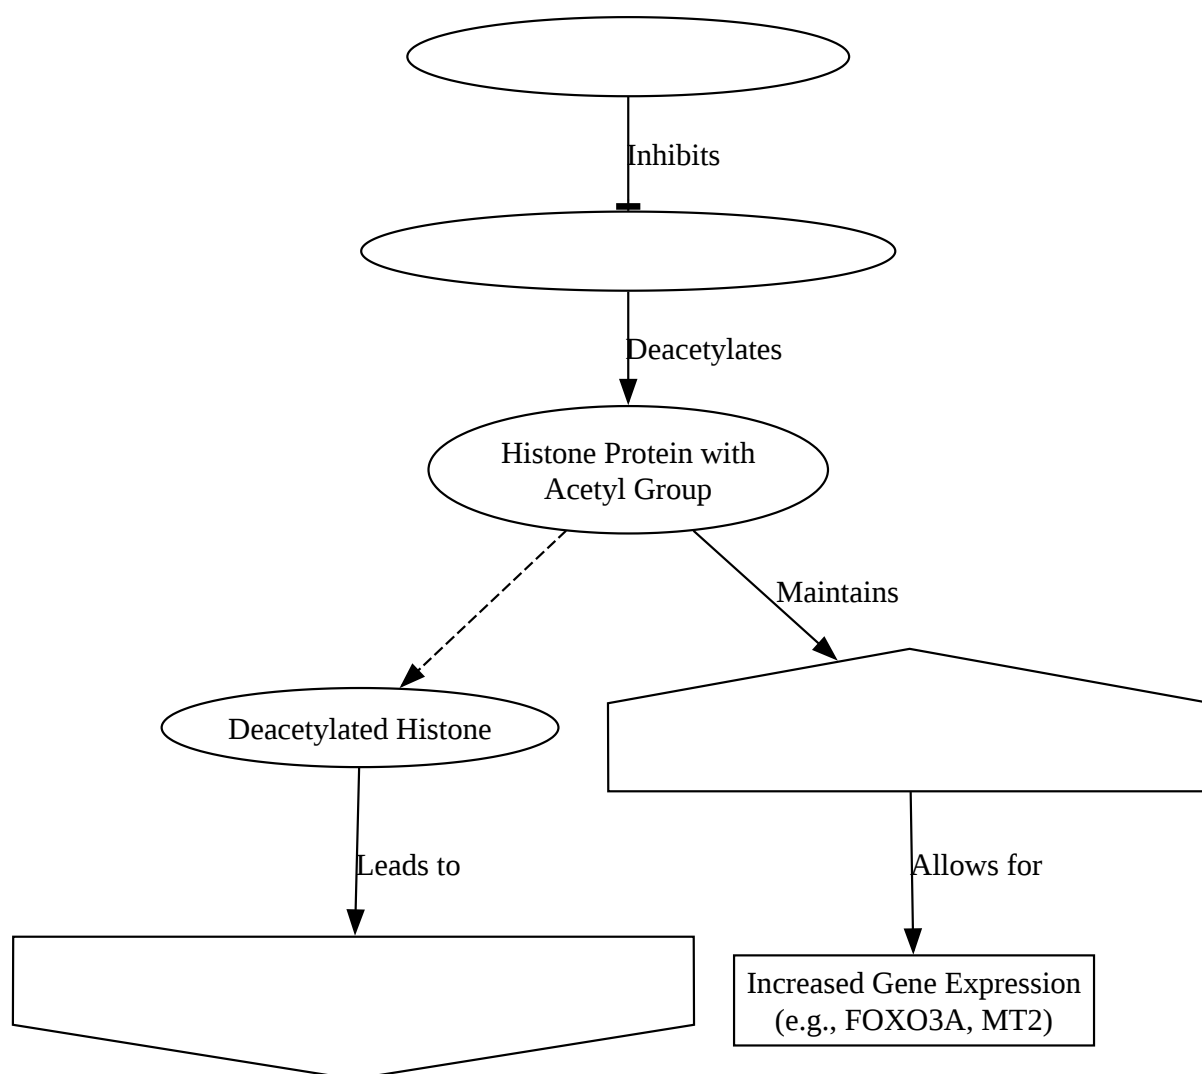 Inhibits
Deacetylates
Histone Protein with
Acetyl Group
Maintains
Deacetylated Histone
Leads to
Allows for
Increased Gene Expression
(e.g., FOXO3A, MT2)